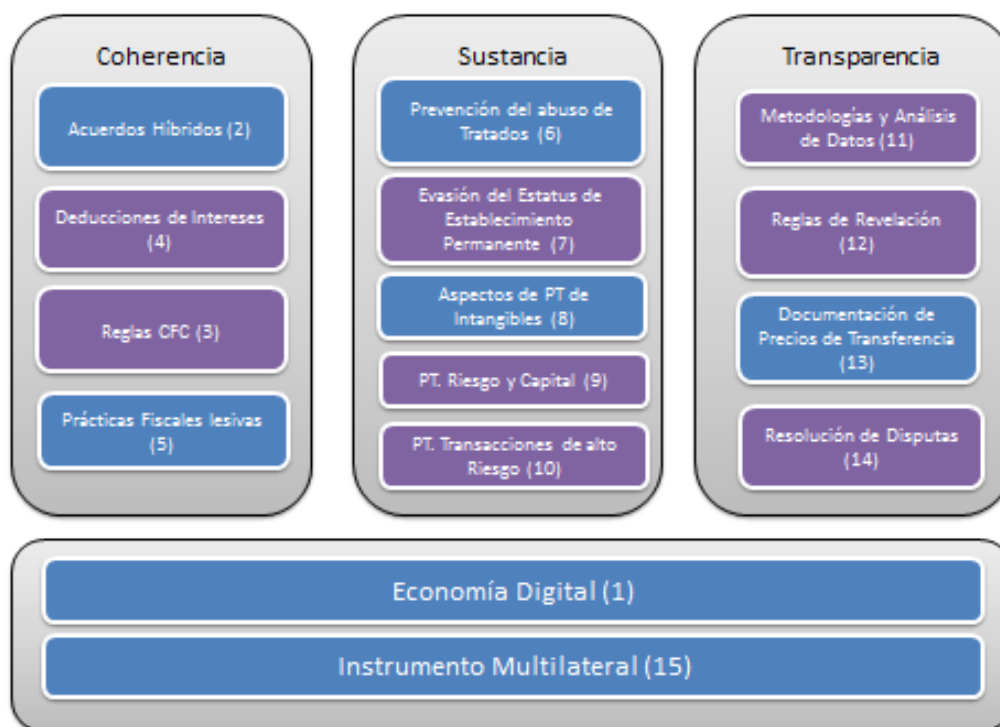 Coherencia
Acuerdos Híbridos (2)
Deducciones de Intereses
(4)
Reglas CFC (3)
Prácticas Fiscales lesivas
(5)
Sustancia
Prevención del abuso de
Tratados (6)
Evasión del Estatus de
Establecimiento
Permanente (7)
Aspectos de PT de
Intangibles (8)
PT. Riesgo y Capital (9)
PT. Transacciones de alto
Riesgo (10)
Transparencia
Metodologías y Análisis
de Datos (11)
Reglas de Revelación
(12)
Documentación de
Precios de Transferencia
(13)
Resolución de Disputas
(14)
Economía Digital (1)
Instrumento Multilateral (15)